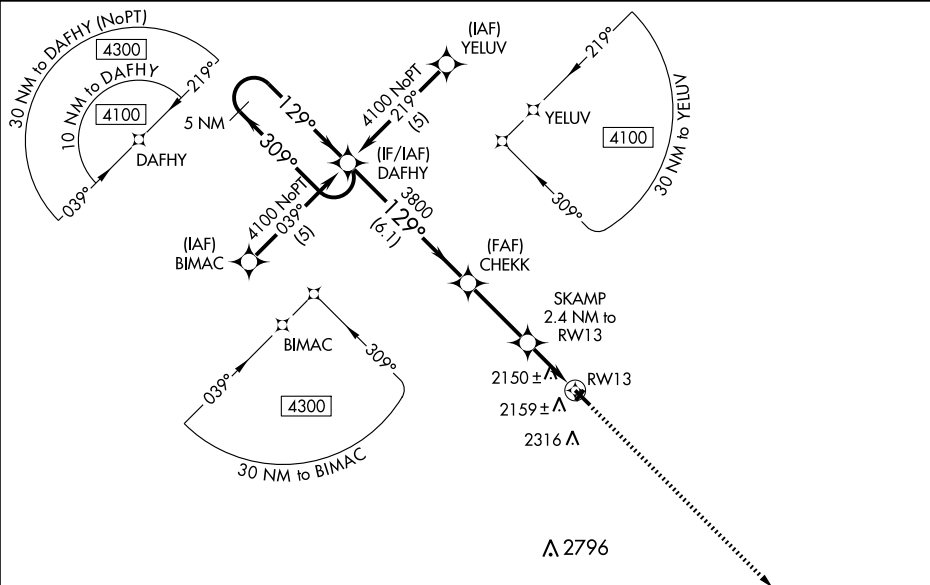 30 NM to DAFHY (NoPT)
4300
10 NM to DAFHY
4100
219°
039°
DAFHY
5 NM
129°
309°
(IAF)
YELUV
4100 NoPT
219°
(5)
(IF/IAF)
DAFHY
4100 NoPT
039°
(5)
(IAF)
BIMAC
3800
129°
(6.1)
(FAF)
CHEKK
SKAMP
2.4 NM to
RW13
RW13
2150 ±
2159 ±
2316
2796
219°
YELUV
4100
309°
30 NM to YELUV
BIMAC
039°
309°
4300
30 NM to BIMAC